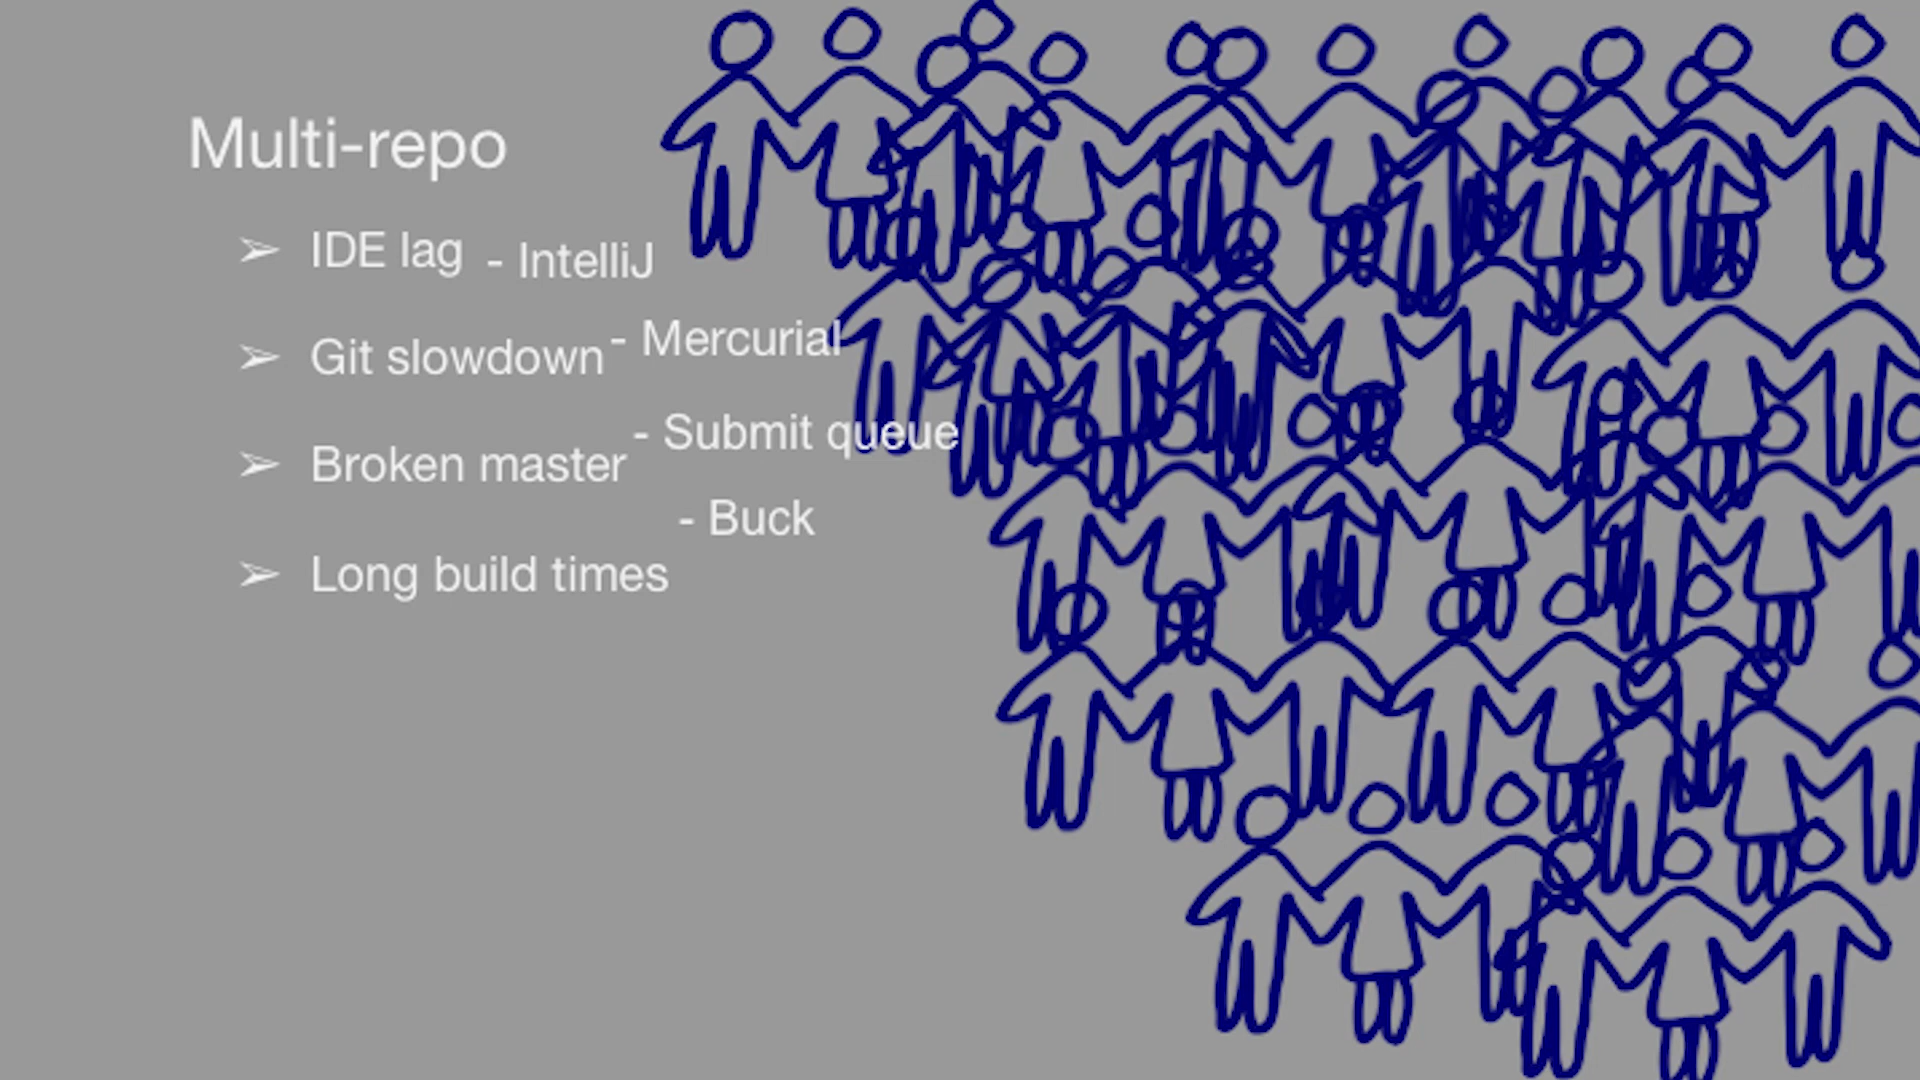 Multi-repo
➢ IDE lag - IntelliJ
➢ Git slowdown - Mercurial
➢ Broken master - Submit queue
- Buck
➢ Long build times